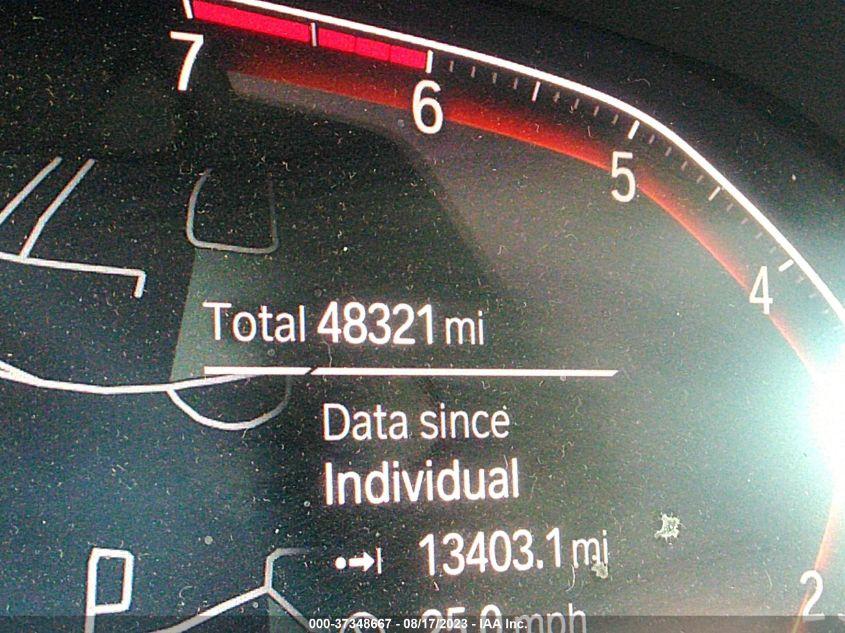 7
6
5
4
Total 48321 mi
Data since
Individual
13403.1 mi
2
mph
000-37348667 - 08/17/2023 - IAA Inc.